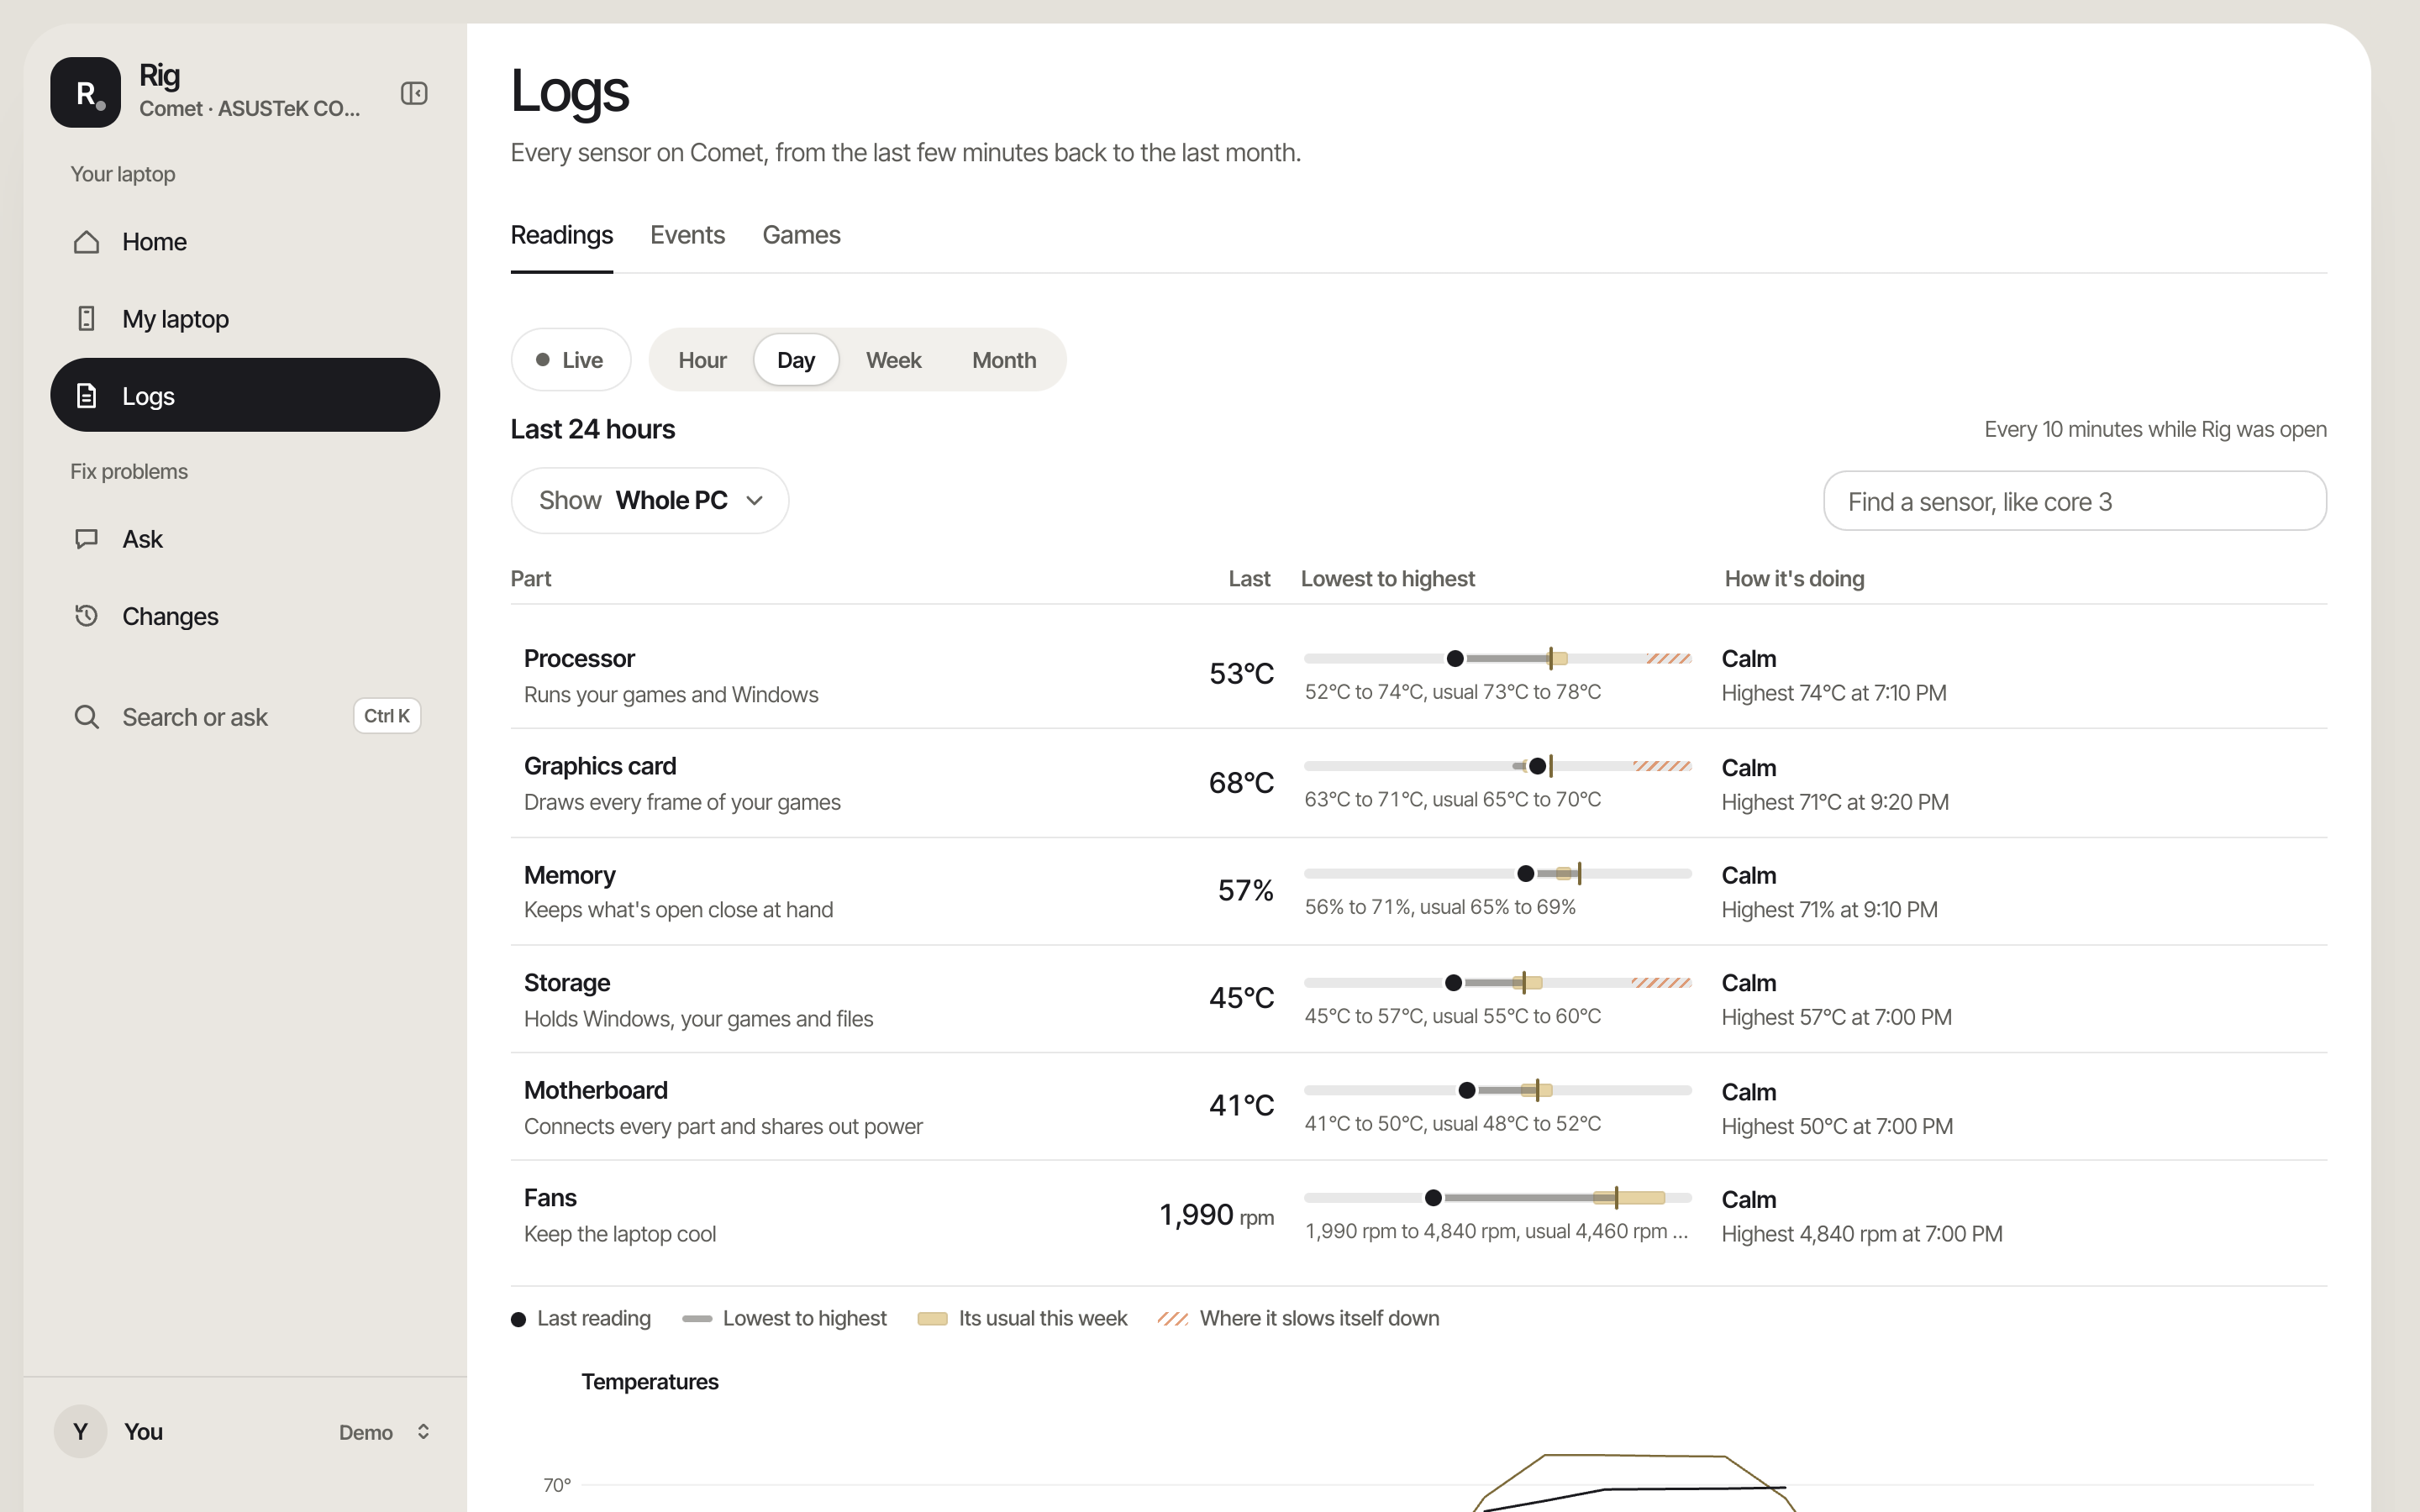 R.
Rig
Comet · ASUSTeK CO...
Your laptop
Home
My laptop
Logs
Fix problems
Ask
Changes
Search or ask
Ctrl K
Y
You
Demo
Logs
Every sensor on Comet, from the last few minutes back to the last month.
Readings Events Games
Live Hour Day Week Month
Last 24 hours
Every 10 minutes while Rig was open
Show Whole PC
Find a sensor, like core 3
Part Last Lowest to highest How it's doing
Processor
Runs your games and Windows
53°C
52°C to 74°C, usual 73°C to 78°C
Calm
Highest 74°C at 7:10 PM
Graphics card
Draws every frame of your games
68°C
63°C to 71°C, usual 65°C to 70°C
Calm
Highest 71°C at 9:20 PM
Memory
Keeps what's open close at hand
57%
56% to 71%, usual 65% to 69%
Calm
Highest 71% at 9:10 PM
Storage
Holds Windows, your games and files
45°C
45°C to 57°C, usual 55°C to 60°C
Calm
Highest 57°C at 7:00 PM
Motherboard
Connects every part and shares out power
41°C
41°C to 50°C, usual 48°C to 52°C
Calm
Highest 50°C at 7:00 PM
Fans
Keep the laptop cool
1,990 rpm
1,990 rpm to 4,840 rpm, usual 4,460 rpm ...
Calm
Highest 4,840 rpm at 7:00 PM
Last reading Lowest to highest Its usual this week Where it slows itself down
Temperatures
70°